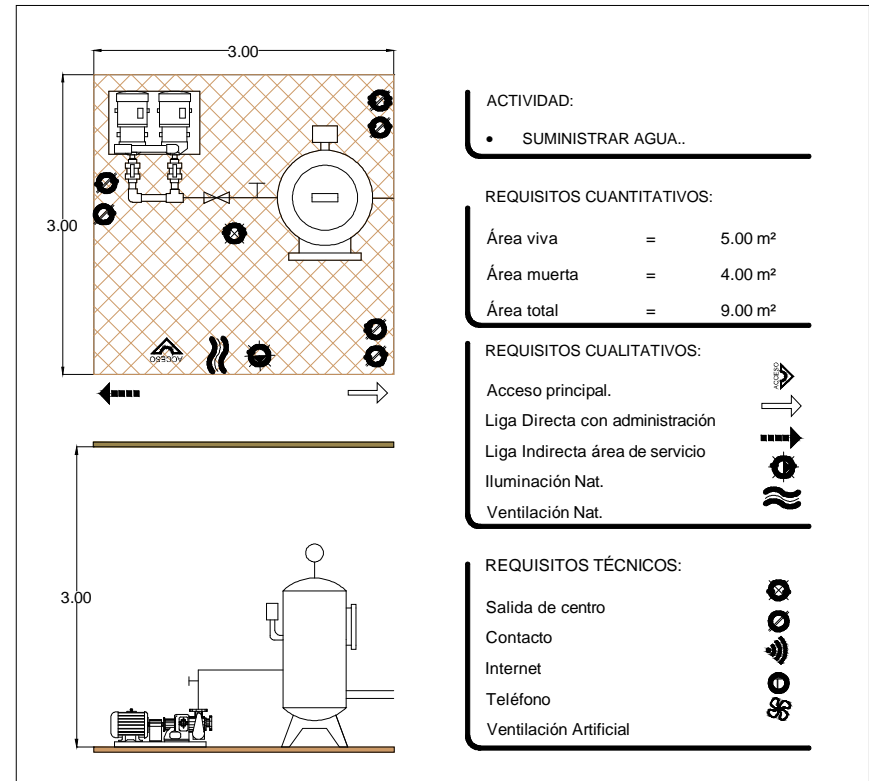 3.00
3.00
ACCESO
3.00
ACTIVIDAD:
• SUMINISTRAR AGUA..
REQUISITOS CUANTITATIVOS:
Área viva = 5.00 m²
Área muerta = 4.00 m²
Área total = 9.00 m²
REQUISITOS CUALITATIVOS:
Acceso principal.
ACCESO
Liga Directa con administración
Liga Indirecta área de servicio
Iluminación Nat.
Ventilación Nat.
REQUISITOS TÉCNICOS:
Salida de centro
Contacto
Internet
Teléfono
Ventilación Artificial